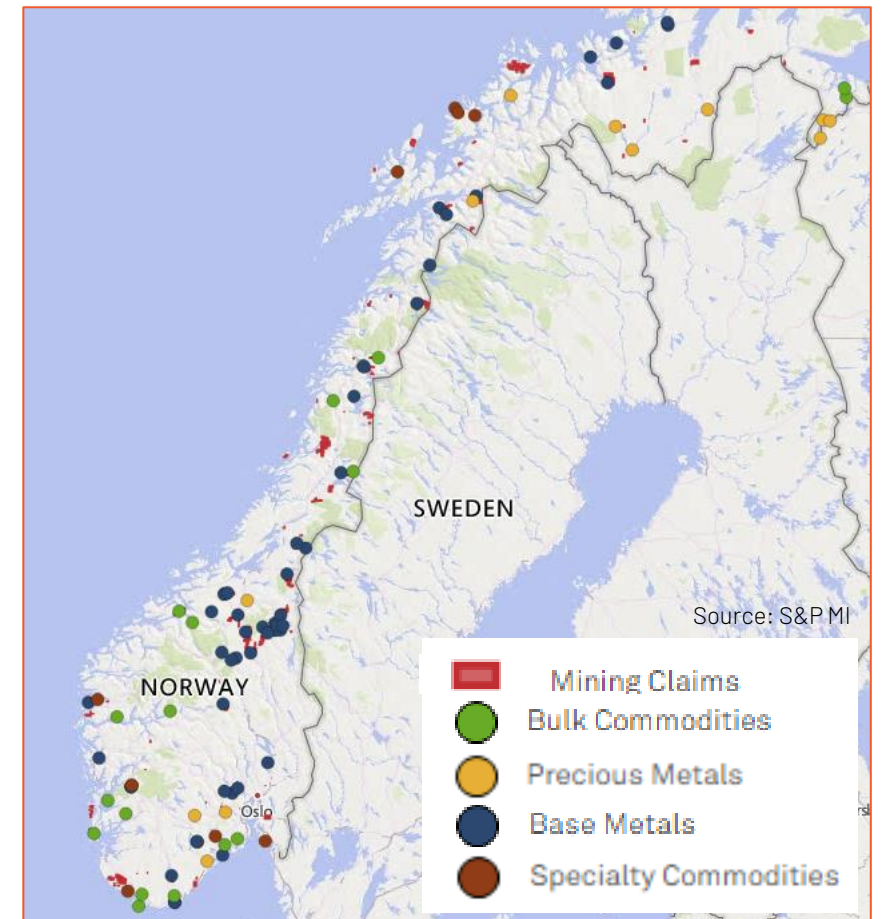 SWEDEN
Source: S&P MI
NORWAY
Mining Claims
Bulk Commodities
Precious Metals
Oslo
Base Metals
Specialty Commodities